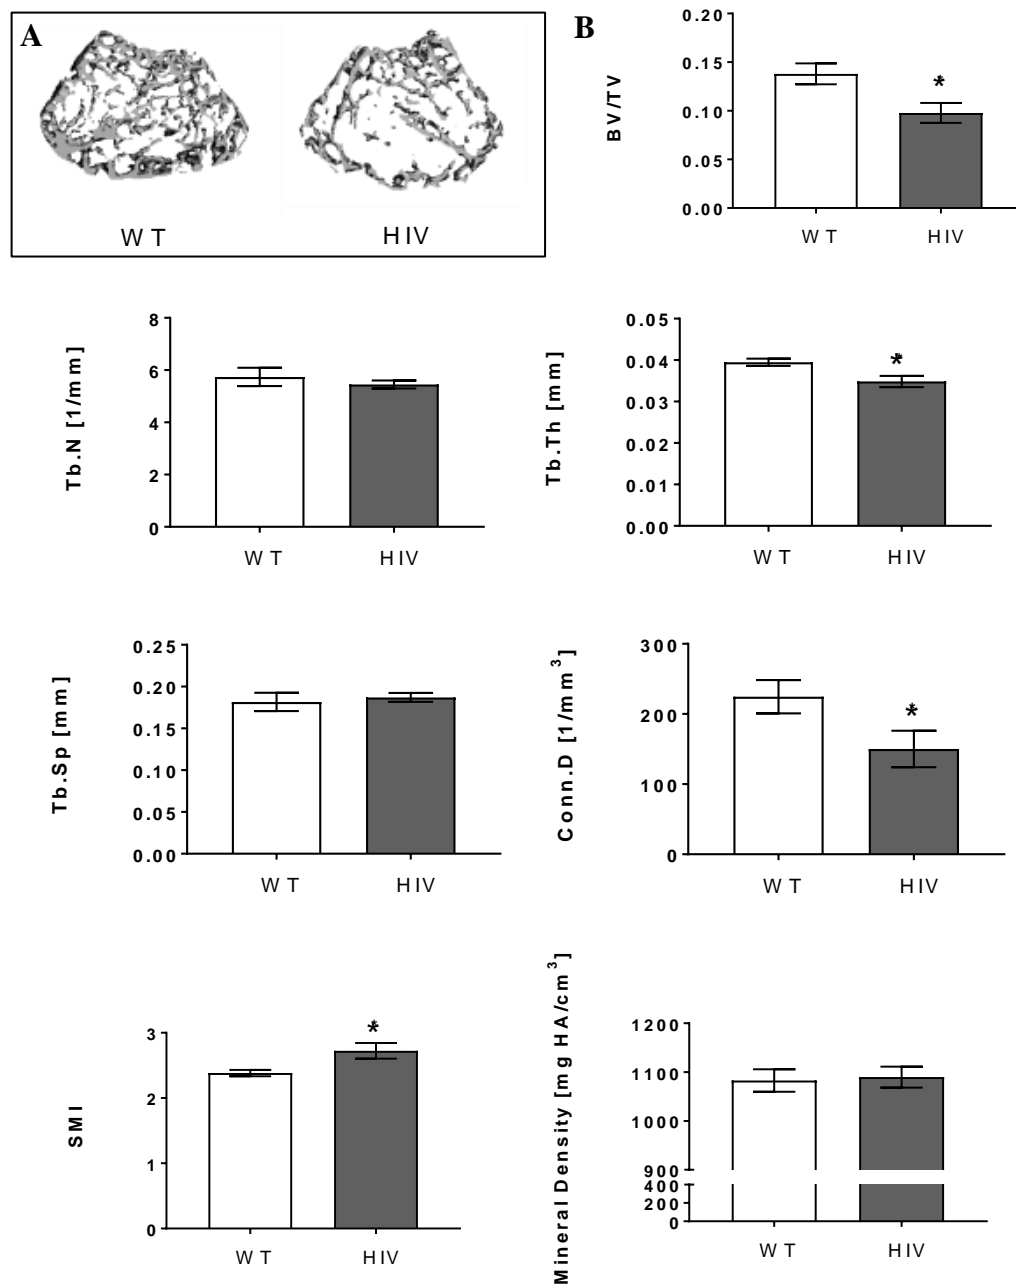 A
WT
HIV
B
BV/TV
0.20
0.15
0.10
0.05
0.00
*
WT
HIV
Tb.N [1/mm]
8
6
4
2
0
WT
HIV
Tb.Th [mm]
0.05
0.04
0.03
0.02
0.01
0.00
*
WT
HIV
Tb.Sp [mm]
0.25
0.20
0.15
0.10
0.05
0.00
WT
HIV
Conn.D [1/mm³]
300
200
100
0
*
WT
HIV
SMI
3
2
1
0
*
WT
HIV
Mineral Density [mg HA/cm³]
1200
1100
1000
900
400
200
0
WT
HIV